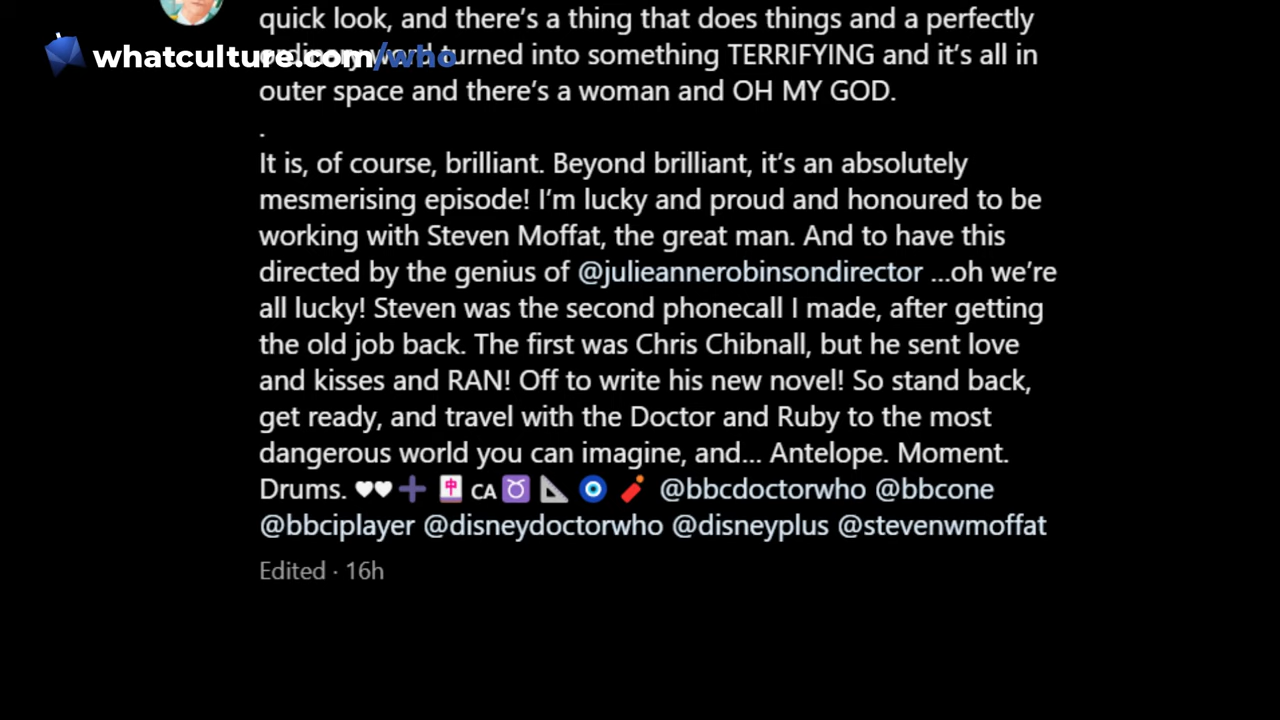 quick look, and there's a thing that does things and a perfectly
whatculture.com/who
ordinary word turned into something TERRIFYING and it's all in
outer space and there's a woman and OH MY GOD.
.
It is, of course, brilliant. Beyond brilliant, it's an absolutely
mesmerising episode! I'm lucky and proud and honoured to be
working with Steven Moffat, the great man. And to have this
directed by the genius of @julieannerobinsondirector ...oh we're
all lucky! Steven was the second phonecall I made, after getting
the old job back. The first was Chris Chibnall, but he sent love
and kisses and RAN! Off to write his new novel! So stand back,
get ready, and travel with the Doctor and Ruby to the most
dangerous world you can imagine, and... Antelope. Moment.
Drums. ♥♥➕🀄CA♉📐🧿🧨 @bbcdoctorwho @bbcone
@bbciplayer @disneydoctorwho @disneyplus @stevenwmoffat
Edited · 16h